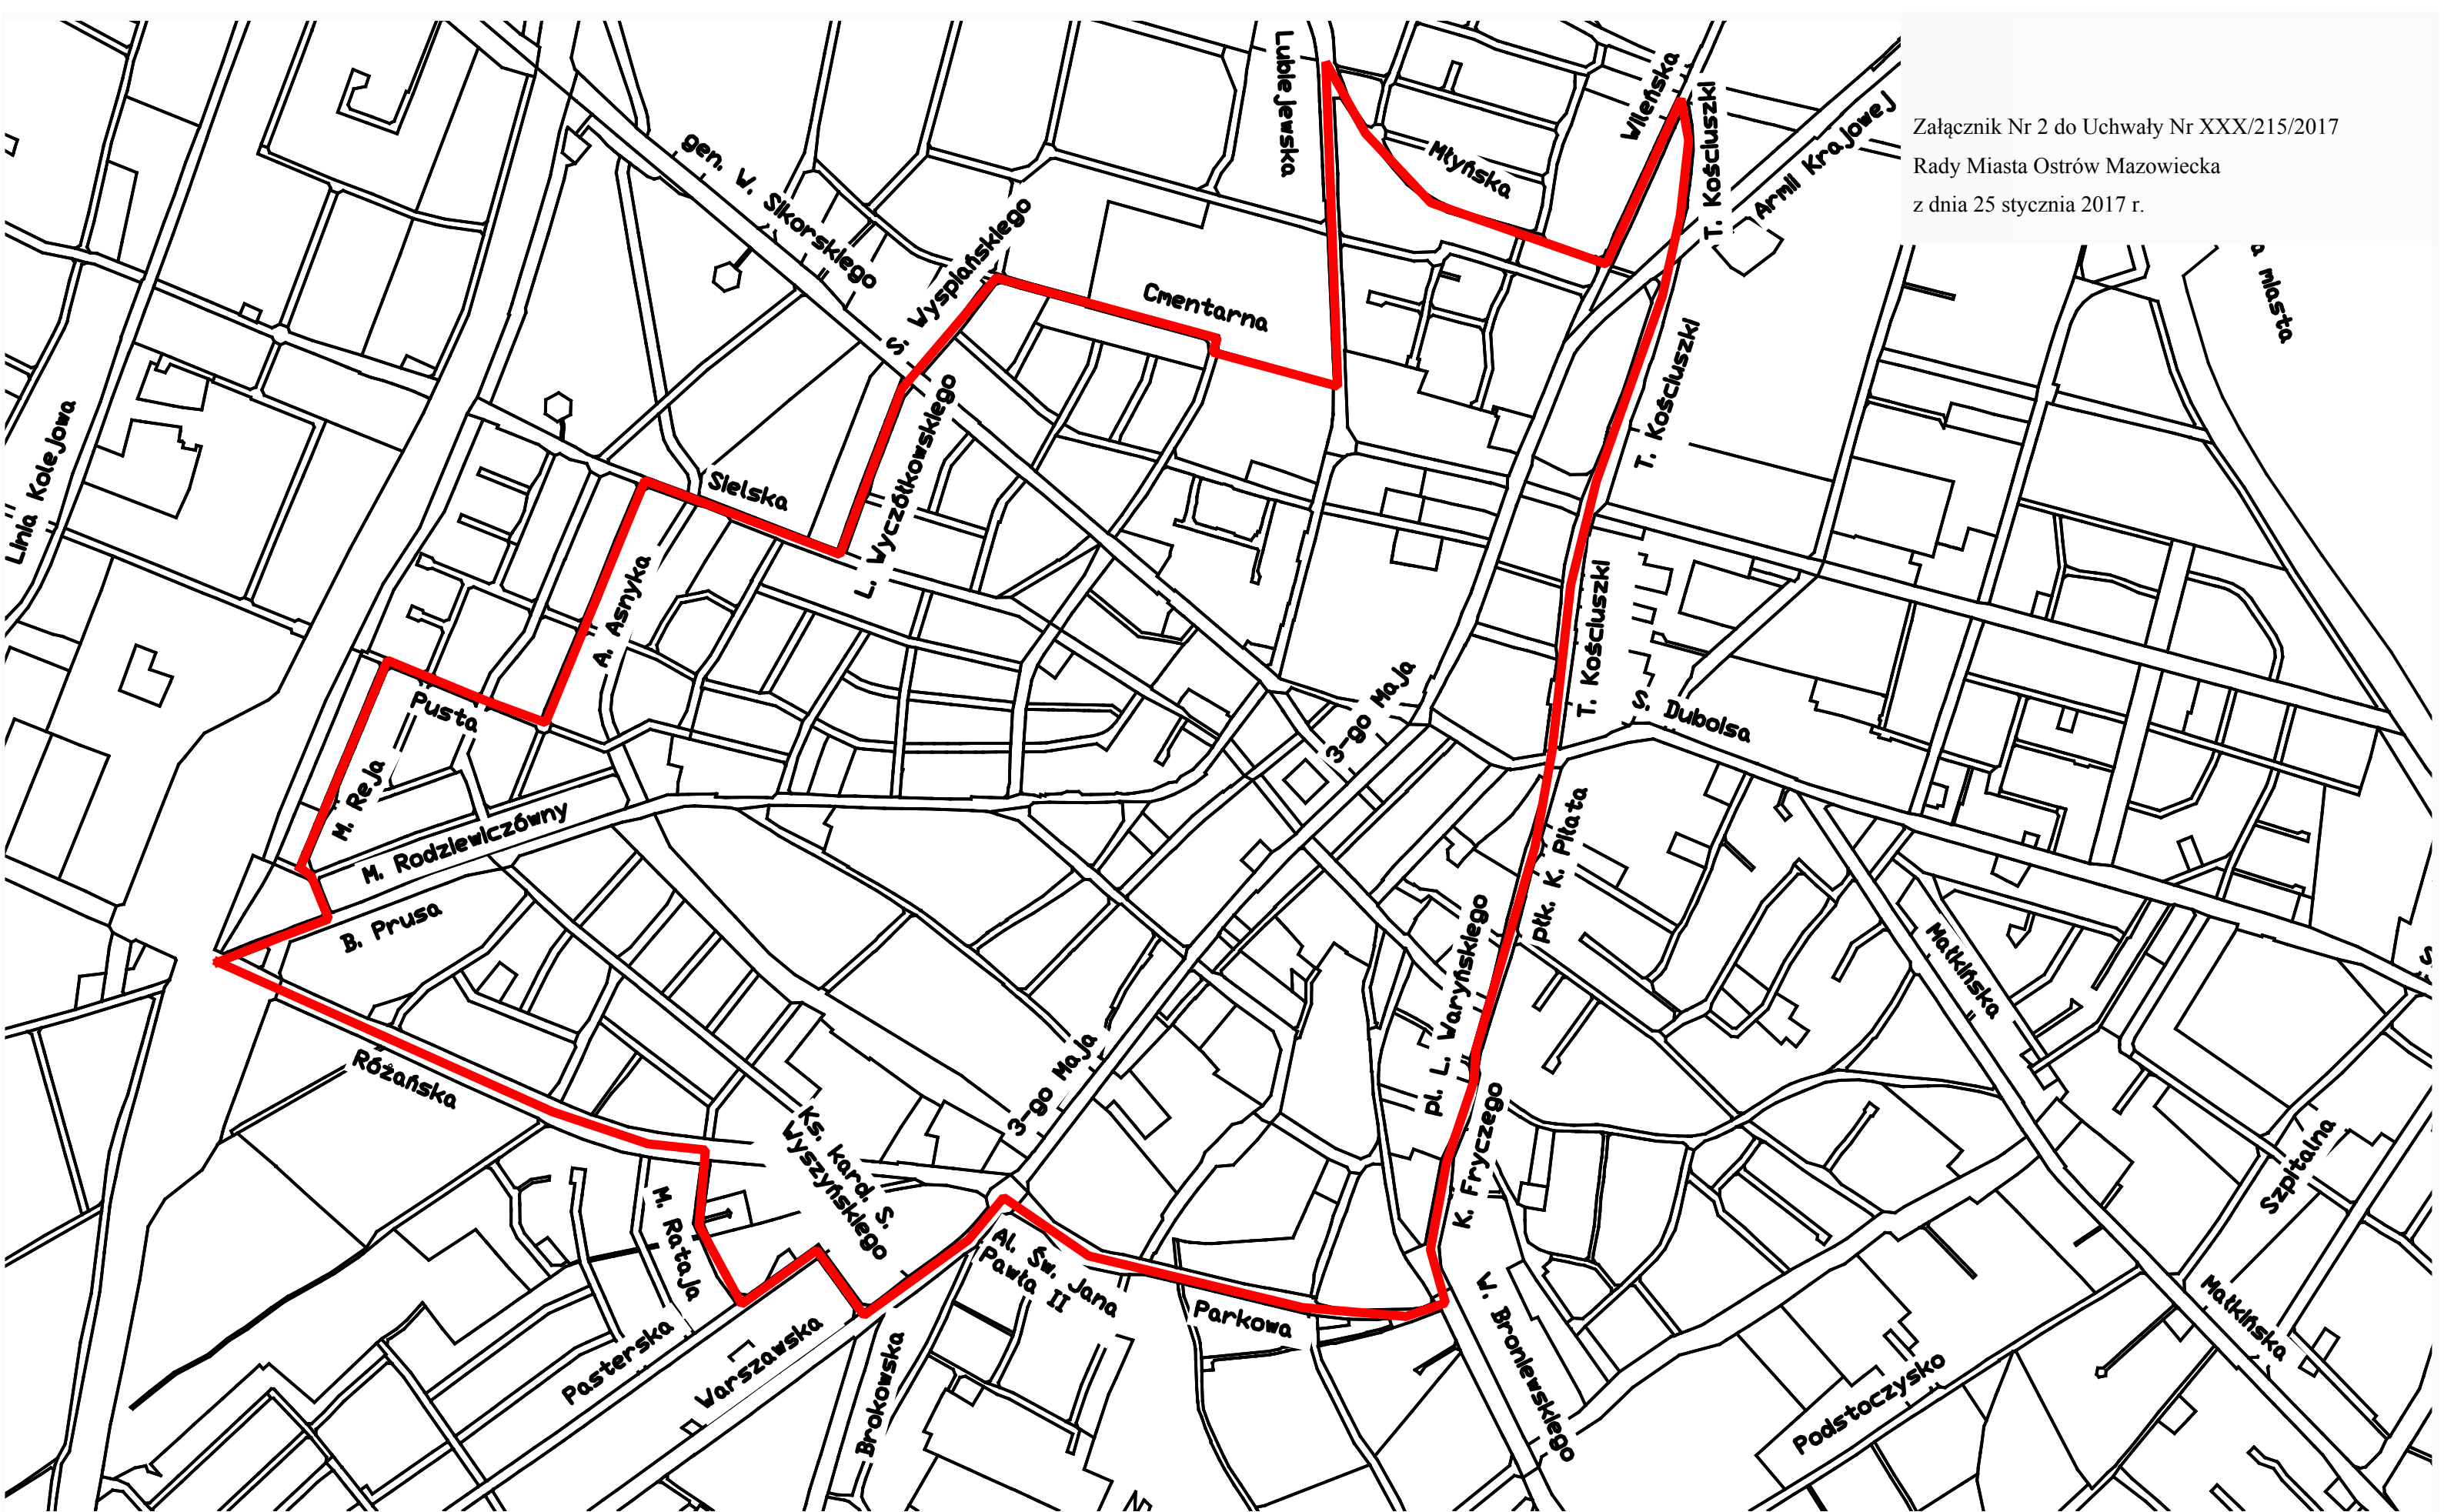 Załącznik Nr 2 do Uchwały Nr XXX/215/2017
Rady Miasta Ostrów Mazowiecka
z dnia 25 stycznia 2017 r.
Lubiejewska
Wileńska
T. Kościuszki
Armii Krajowej
Młyńska
gen. W. Sikorskiego
S. Wyspiańskiego
Cmentarna
miasta
T. Kościuszki
L. Wyczółkowskiego
Linia Kolejowa
Sielska
A. Asnyka
T. Kościuszki
3-go Maja
S. Dubois'a
Pusta
M. Reja
M. Rodziewiczówny
B. Prusa
płk. K. Piłata
pl. L. Waryńskiego
Małkińska
3-go Maja
Różańska
Ks. kard. S.
Wyszyńskiego
K. Fryczego
Szpitalna
M. Rataja
Al. Św. Jana
Pawła II
Parkowa
W. Broniewskiego
Małkińska
Pasterska
Warszawska
Brokowska
Podstoczysko